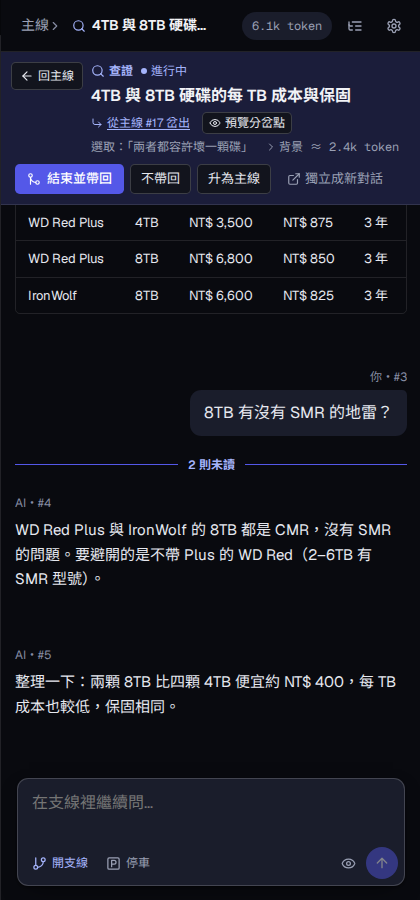 主線 > 4TB 與 8TB 硬碟… 6.1k token
← 回主線 查證 • 進行中
4TB 與 8TB 硬碟的每 TB 成本與保固
從主線 #17 岔出 預覽分岔點
選取：「兩者都容許壞一顆碟」 > 背景 ≈ 2.4k token
結束並帶回 不帶回 升為主線 獨立成新對話
WD Red Plus 4TB NT$ 3,500 NT$ 875 3 年
WD Red Plus 8TB NT$ 6,800 NT$ 850 3 年
IronWolf 8TB NT$ 6,600 NT$ 825 3 年
你・#3
8TB 有沒有 SMR 的地雷？
2 則未讀
AI・#4
WD Red Plus 與 IronWolf 的 8TB 都是 CMR，沒有 SMR
的問題。要避開的是不帶 Plus 的 WD Red（2–6TB 有
SMR 型號）。
AI・#5
整理一下：兩顆 8TB 比四顆 4TB 便宜約 NT$ 400，每 TB
成本也較低，保固相同。
在支線裡繼續問…
開支線 停車